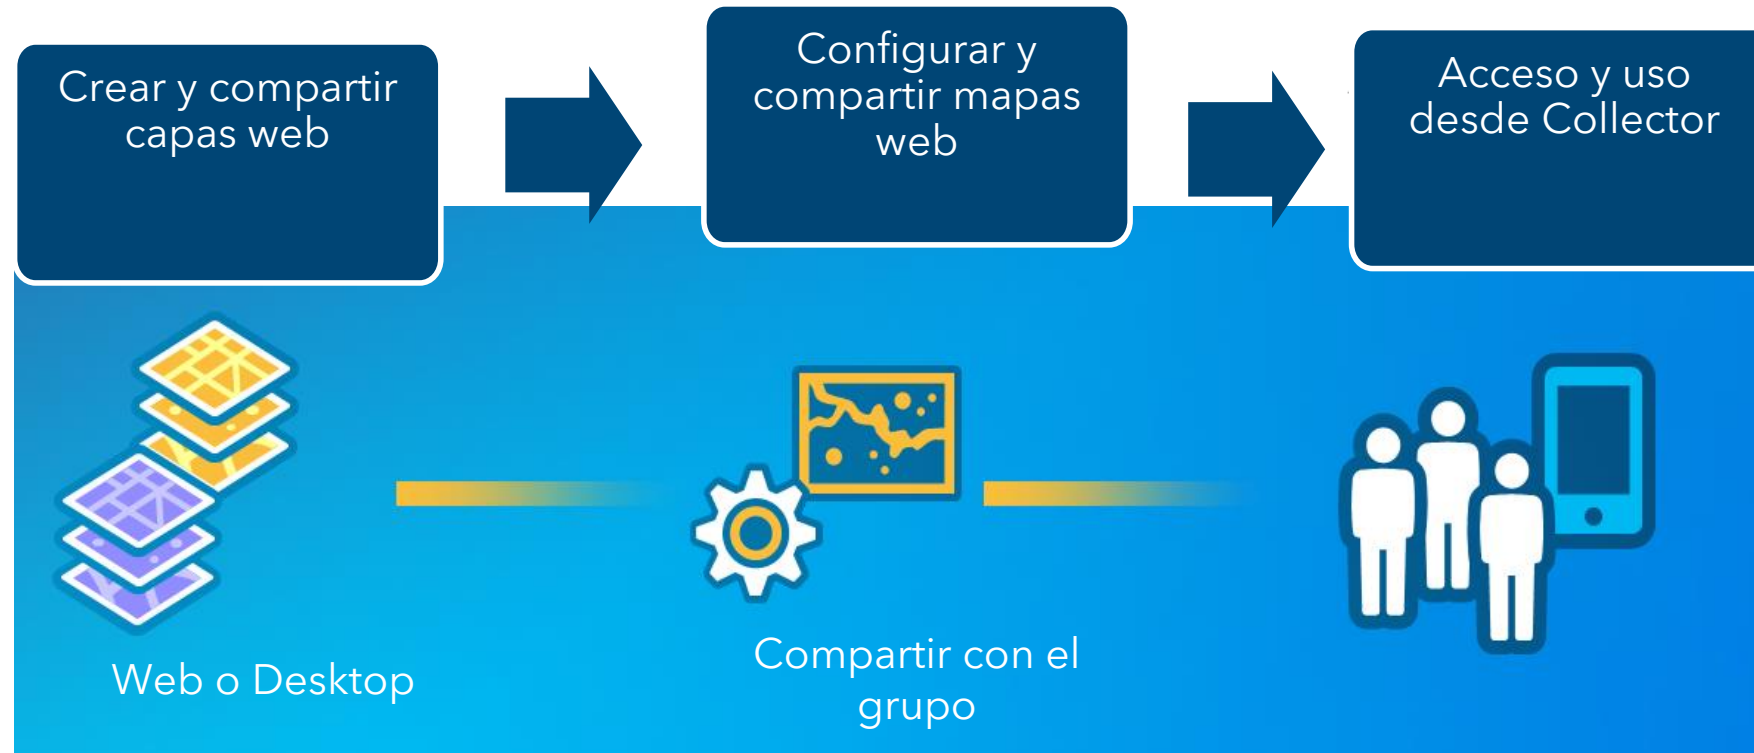 Crear y compartir
capas web
Configurar y
compartir mapas
web
Acceso y uso
desde Collector
Web o Desktop
Compartir con el
grupo